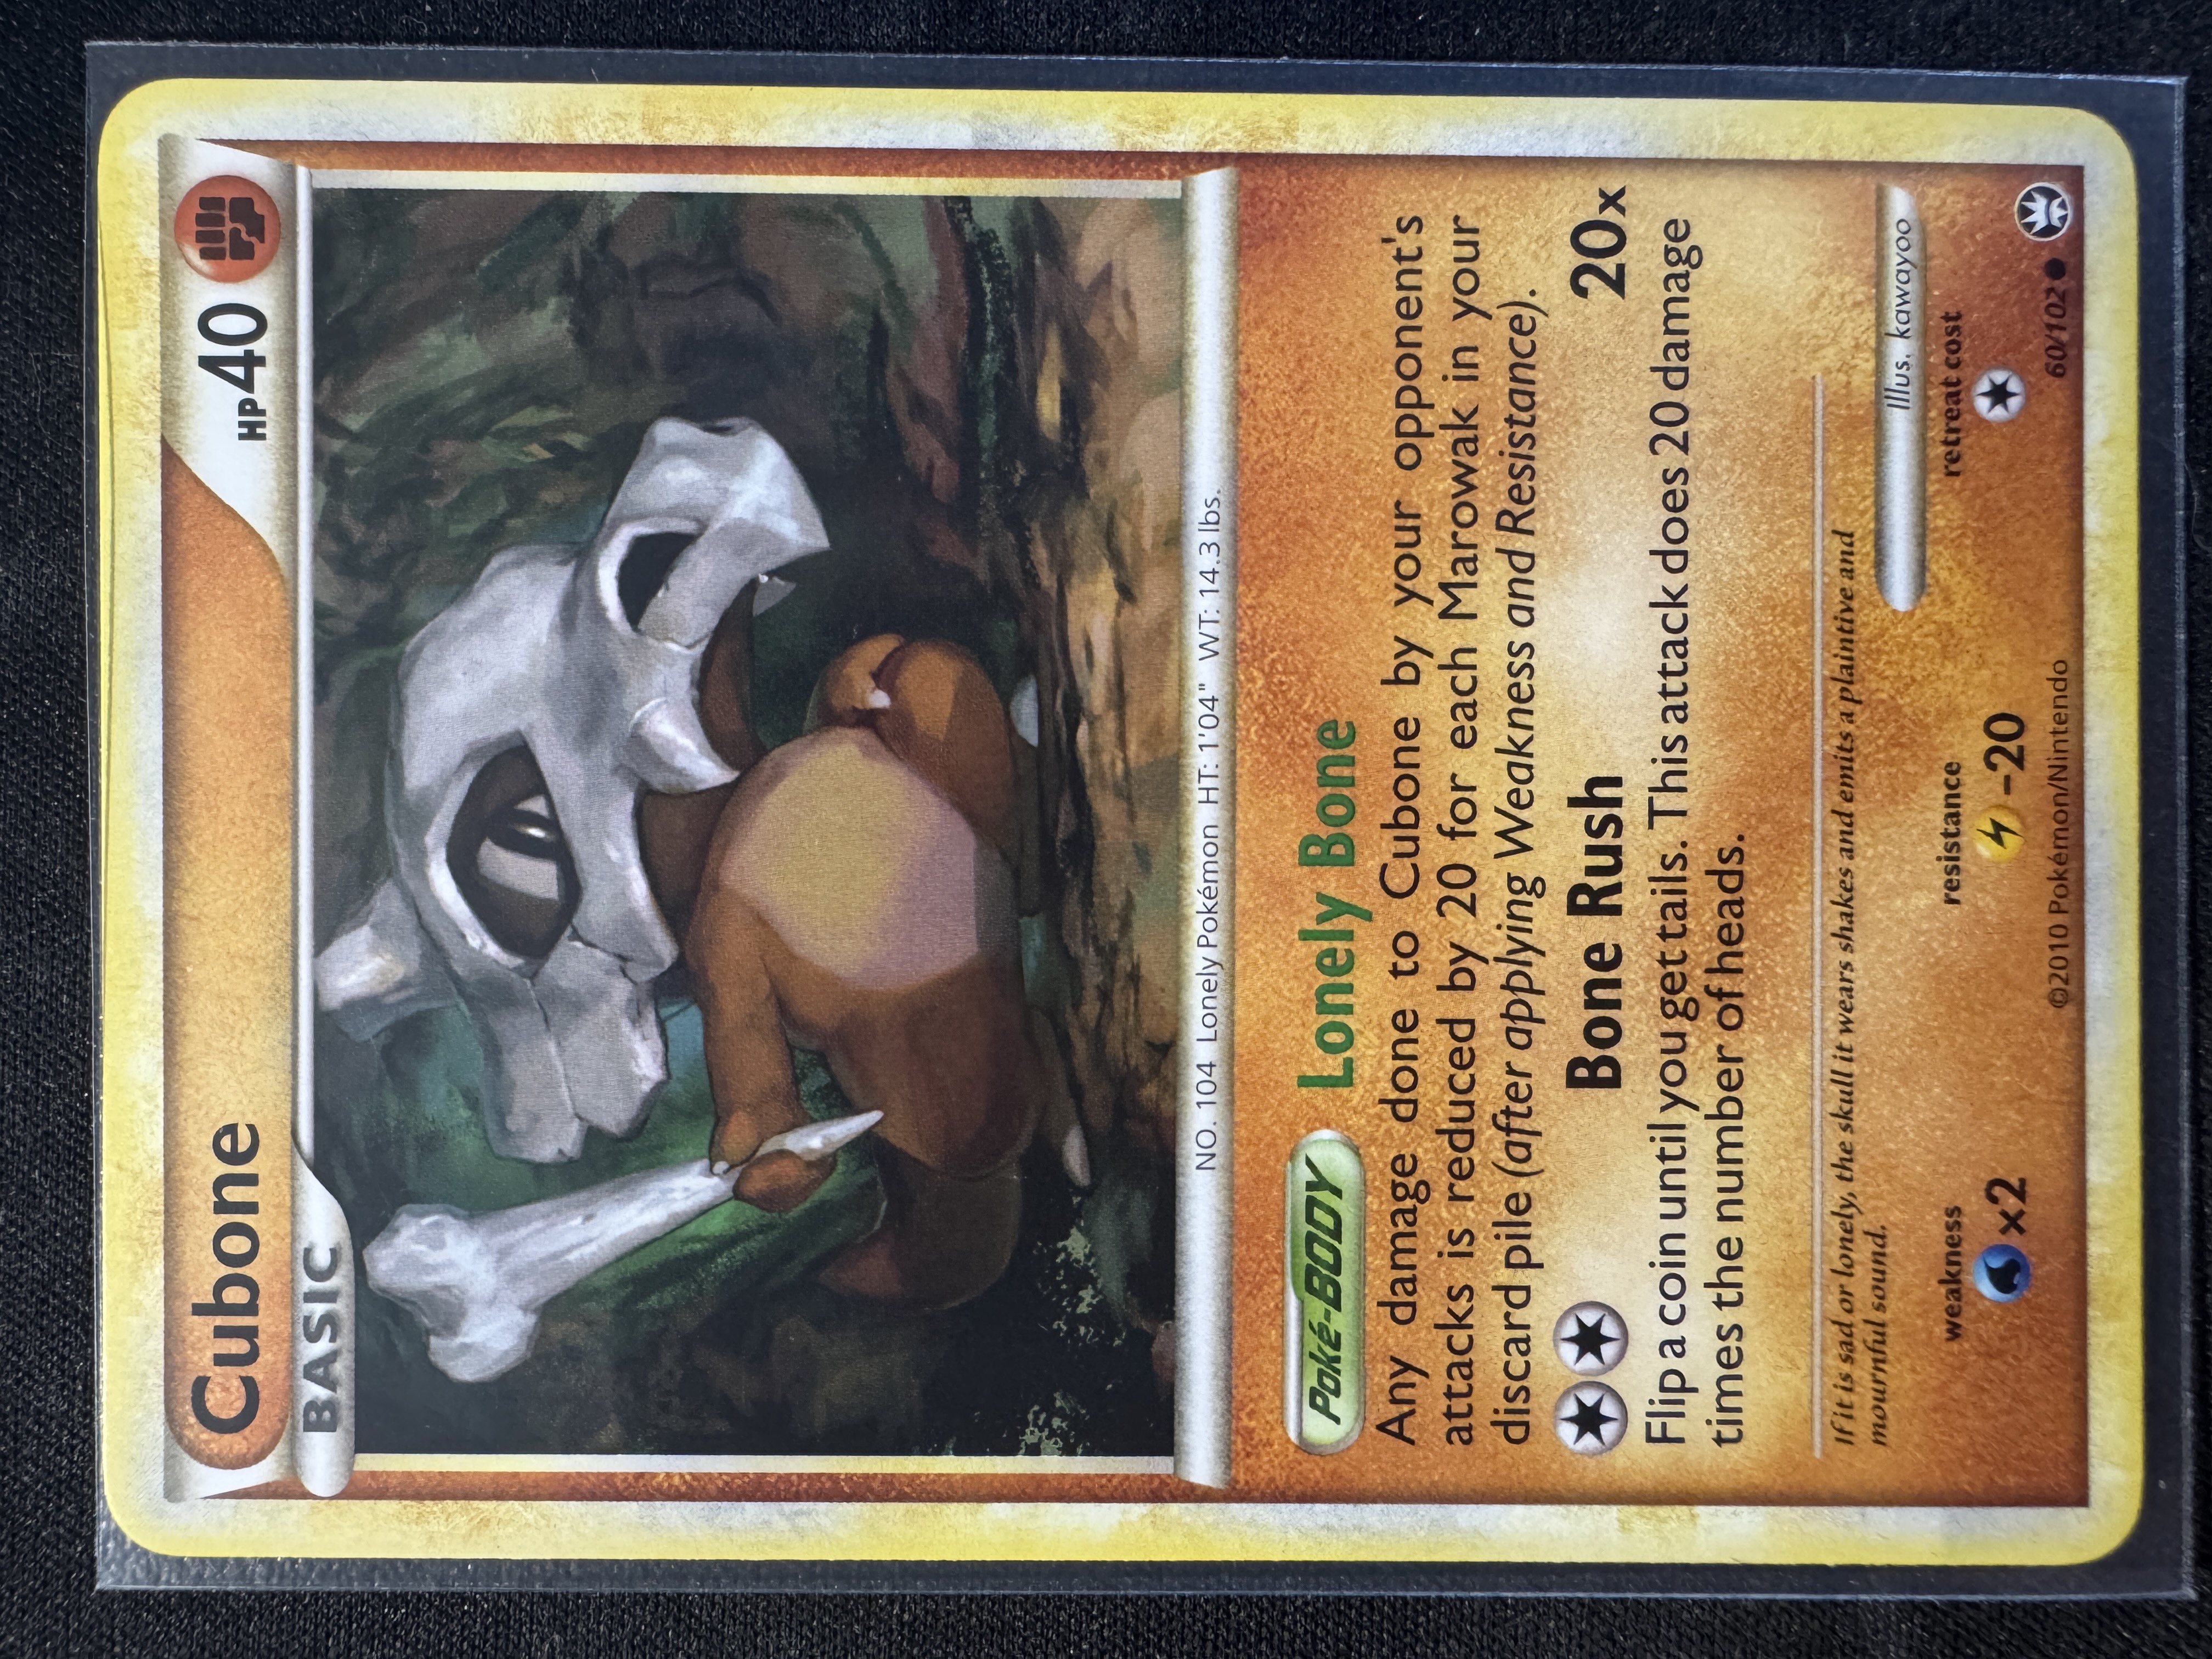 Cubone
HP 40
BASIC
NO. 104 Lonely Pokémon HT: 1'04" WT: 14.3 lbs.
Poké-BODY Lonely Bone
Any damage done to Cubone by your opponent's
attacks is reduced by 20 for each Marowak in your
discard pile (after applying Weakness and Resistance).
Bone Rush 20x
Flip a coin until you get tails. This attack does 20 damage
times the number of heads.
If it is sad or lonely, the skull it wears shakes and emits a plaintive and
mournful sound.
Illus. kawayoo
weakness resistance retreat cost
x2 -20
©2010 Pokémon/Nintendo 60/102